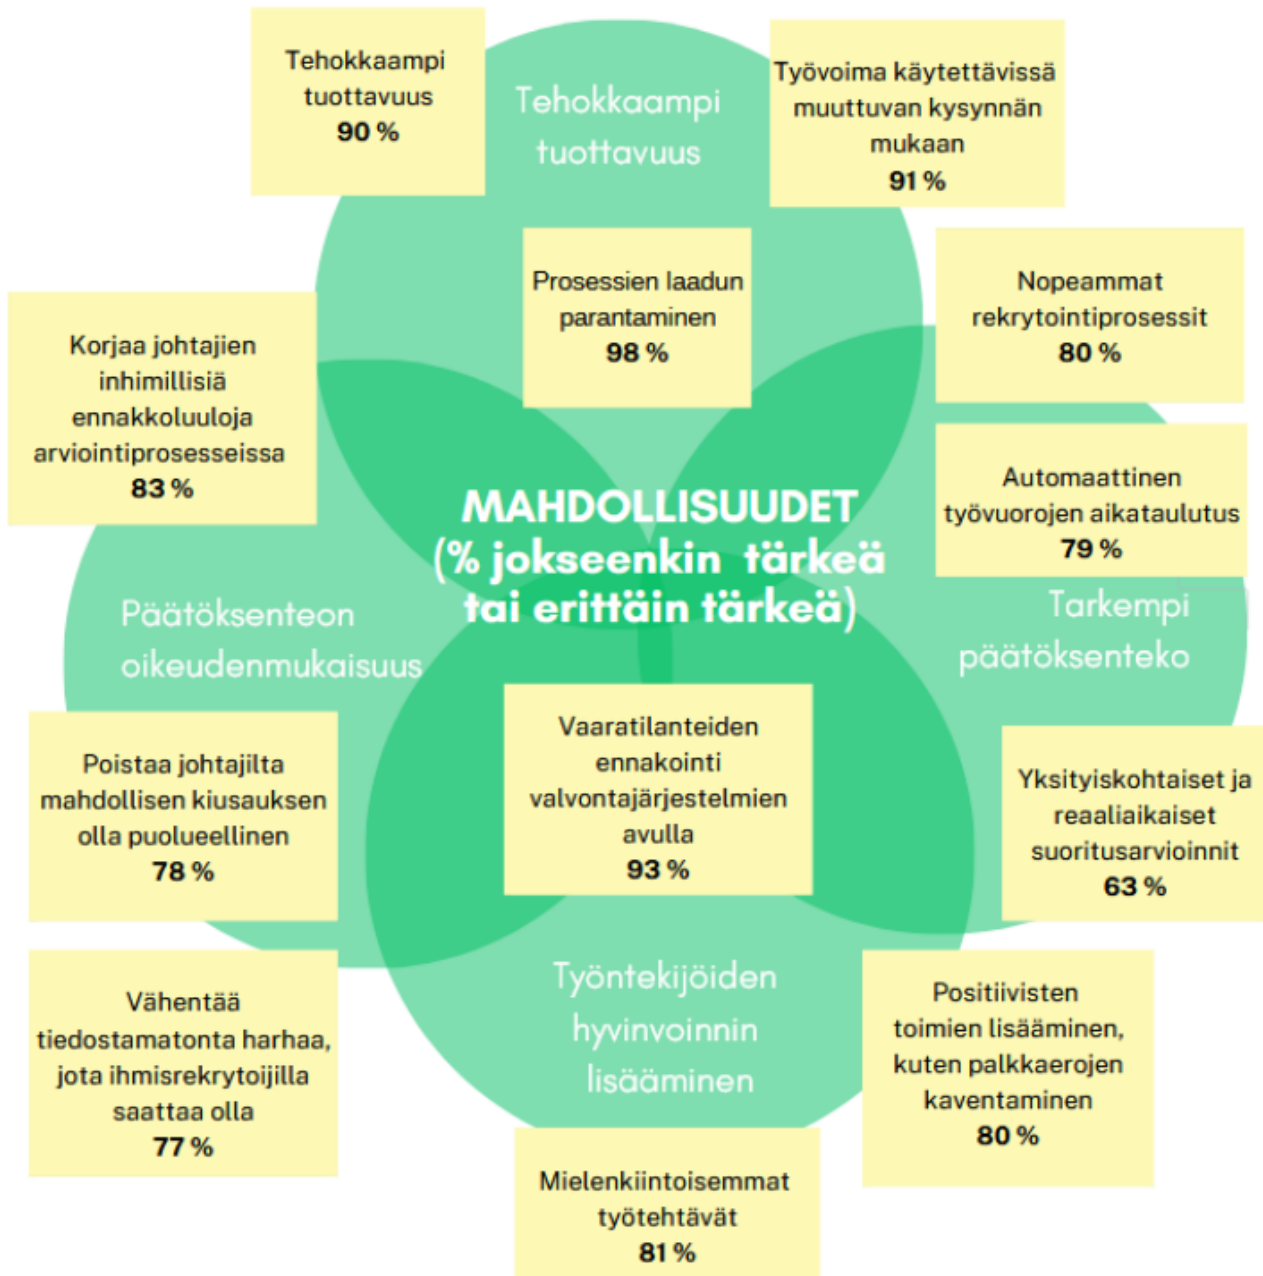 Tehokkaampi
tuottavuus
90 %
Tehokkaampi
tuottavuus
Työvoima käytettävissä
muuttuvan kysynnän
mukaan
91 %
Prosessien laadun
parantaminen
98 %
Nopeammat
rekrytointiprosessit
80 %
Korjaa johtajien
inhimillisiä
ennakkoluuloja
arviointiprosesseissa
83 %
Automaattinen
työvuorojen aikataulutus
79 %
MAHDOLLISUUDET
(% jokseenkin tärkeä
tai erittäin tärkeä)
Päätöksenteon
oikeudenmukaisuus
Tarkempi
päätöksenteko
Poistaa johtajilta
mahdollisen kiusauksen
olla puolueellinen
78 %
Vaaratilanteiden
ennakointi
valvontajärjestelmien
avulla
93 %
Yksityiskohtaiset ja
reaaliaikaiset
suoritusarvioinnit
63 %
Vähentää
tiedostamatonta harhaa,
jota ihmisrekrytoijilla
saattaa olla
77 %
Työntekijöiden
hyvinvoinnin
lisääminen
Positiivisten
toimien lisääminen,
kuten palkkaerojen
kaventaminen
80 %
Mielenkiintoisemmat
työtehtävät
81 %